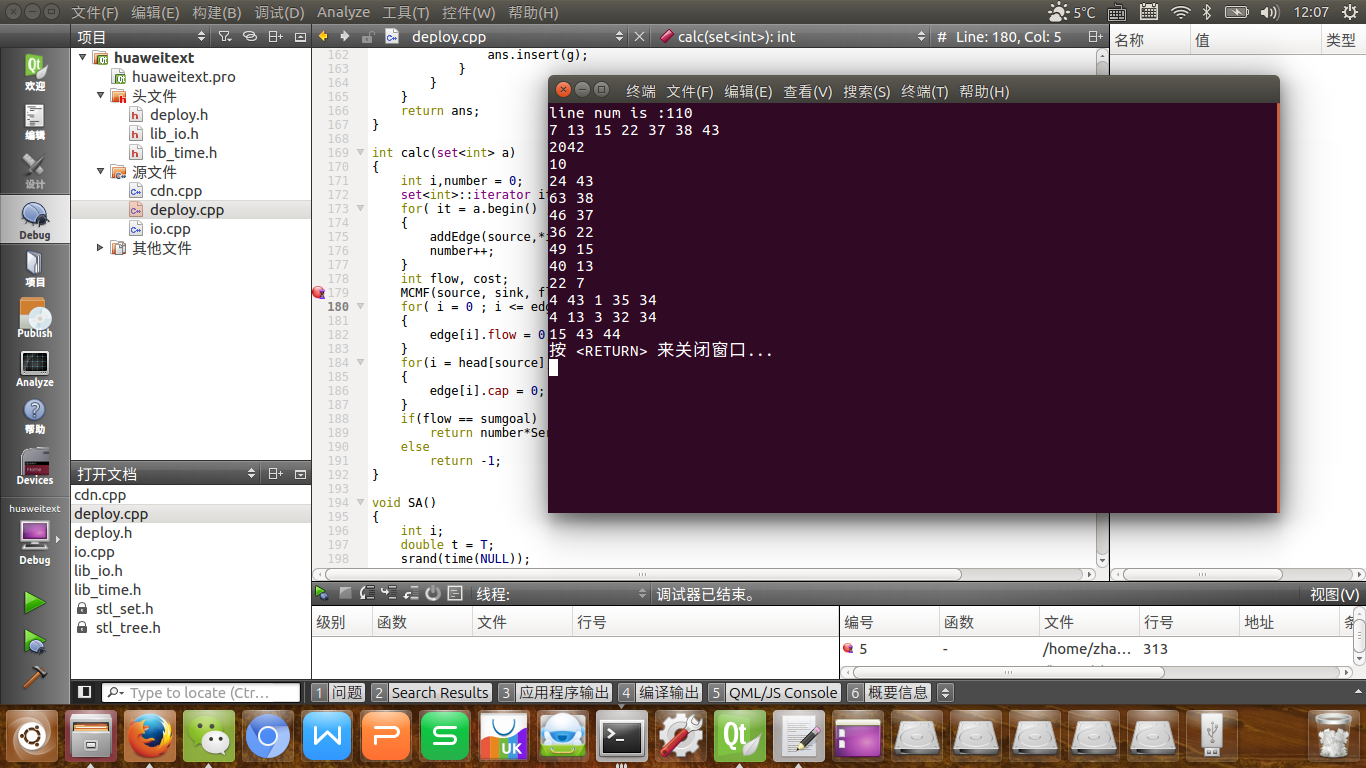 文件(F) 编辑(E) 构建(B) 调试(D) Analyze 工具(T) 控件(W) 帮助(H) 5℃ 12:07
项目 deploy.cpp calc(set<int>): int # Line: 180, Col: 5
名称 值 类型
Qt
欢迎
编辑
设计
Debug
项目
Publish
Analyze
帮助
Devices
huaweitext
Debug
huaweitext
huaweitext.pro
头文件
deploy.h
lib_io.h
lib_time.h
源文件
cdn.cpp
deploy.cpp
io.cpp
其他文件
打开文档
cdn.cpp
deploy.cpp
deploy.h
io.cpp
lib_io.h
lib_time.h
stl_set.h
stl_tree.h
162 ans.insert(g);
163 }
164 }
165 }
166 return ans;
167 }
168
169 int calc(set<int> a)
170 {
171 int i,number = 0;
172 set<int>::iterator i
173 for( it = a.begin()
174 {
175 addEdge(source,*
176 number++;
177 }
178 int flow, cost;
179 MCMF(source, sink, f
180 for( i = 0 ; i <= ed
181 {
182 edge[i].flow = 0
183 }
184 for(i = head[source]
185 {
186 edge[i].cap = 0;
187 }
188 if(flow == sumgoal)
189 return number*Se
190 else
191 return -1;
192 }
193
194 void SA()
195 {
196 int i;
197 double t = T;
198 srand(time(NULL));
终端 文件(F) 编辑(E) 查看(V) 搜索(S) 终端(T) 帮助(H)
line num is :110
7 13 15 22 37 38 43
2042
10
24 43
63 38
46 37
36 22
49 15
40 13
22 7
4 43 1 35 34
4 13 3 32 34
15 43 44
按 <RETURN> 来关闭窗口...
线程: 调试器已结束。 视图(V)
级别 函数 文件 行号
编号 函数 文件 行号 地址
5 - /home/zha... 313
Type to locate (Ctr... 1 问题 2 Search Results 3 应用程序输出 4 编译输出 5 QML/JS Console 6 概要信息
W P S UK Qt